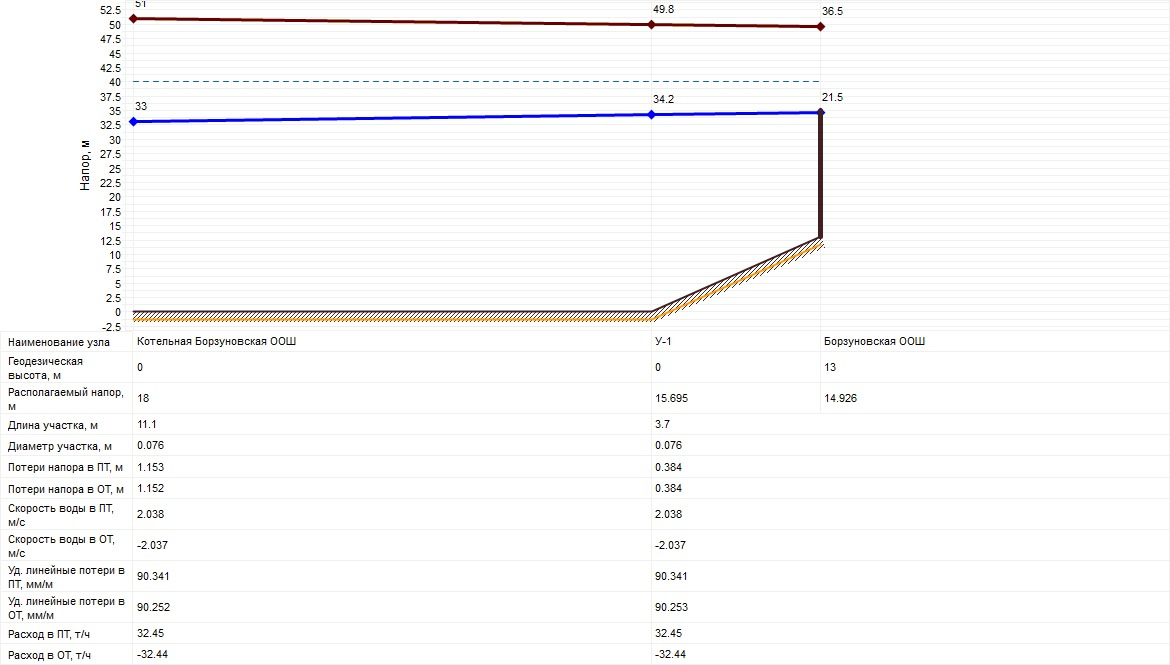 51
49.8
36.5
33
34.2
21.5
52.5
50
47.5
45
42.5
40
37.5
35
32.5
30
27.5
25
22.5
20
17.5
15
12.5
10
7.5
5
2.5
0
-2.5
Напор, м
Наименование узла Котельная Борзуновская ООШ У-1 Борзуновская ООШ
Геодезическая
высота, м 0 0 13
Располагаемый напор,
м 18 15.695 14.926
Длина участка, м 11.1 3.7
Диаметр участка, м 0.076 0.076
Потери напора в ПТ, м 1.153 0.384
Потери напора в ОТ, м 1.152 0.384
Скорость воды в ПТ,
м/с 2.038 2.038
Скорость воды в ОТ,
м/с -2.037 -2.037
Уд. линейные потери в
ПТ, мм/м 90.341 90.341
Уд. линейные потери в
ОТ, мм/м 90.252 90.253
Расход в ПТ, т/ч 32.45 32.45
Расход в ОТ, т/ч -32.44 -32.44